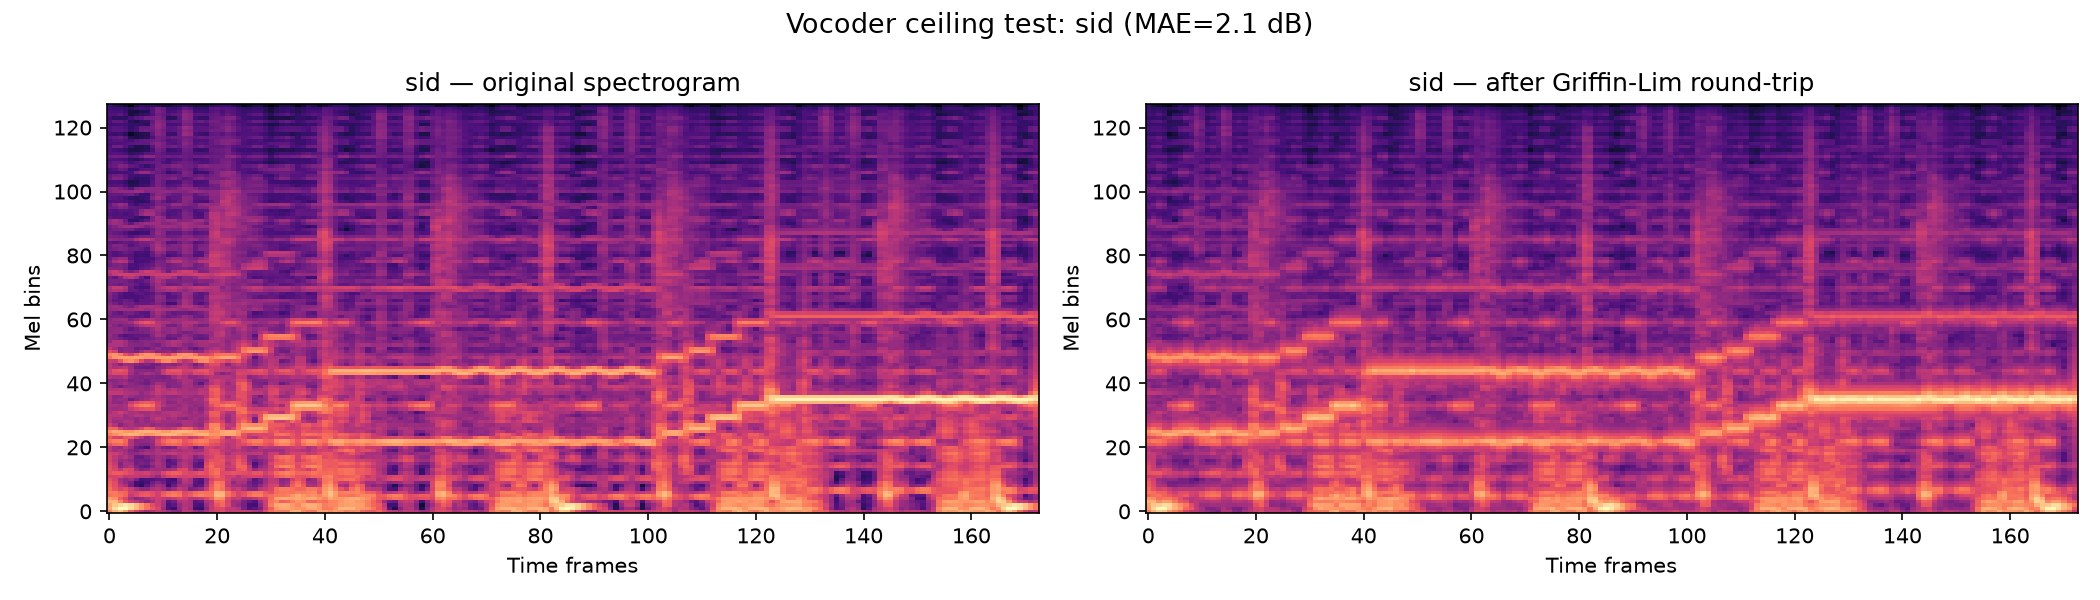 Vocoder ceiling test: sid (MAE=2.1 dB)
sid — original spectrogram
120
100
80
60
40
20
0
Mel bins
0 20 40 60 80 100 120 140 160
Time frames
sid — after Griffin-Lim round-trip
120
100
80
60
40
20
0
Mel bins
0 20 40 60 80 100 120 140 160
Time frames